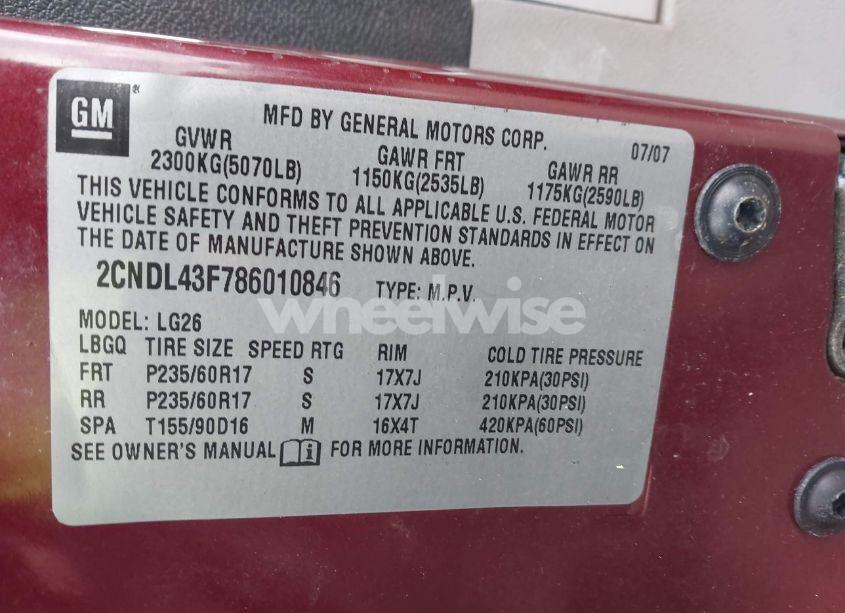 GM
MFD BY GENERAL MOTORS CORP. 07/07
GVWR GAWR FRT GAWR RR
2300KG(5070LB) 1150KG(2535LB) 1175KG(2590LB)
THIS VEHICLE CONFORMS TO ALL APPLICABLE U.S. FEDERAL MOTOR
VEHICLE SAFETY AND THEFT PREVENTION STANDARDS IN EFFECT ON
THE DATE OF MANUFACTURE SHOWN ABOVE.
2CNDL43F786010846 TYPE: M.P.V.
wheelwise
MODEL: LG26
LBGQ TIRE SIZE SPEED RTG RIM COLD TIRE PRESSURE
FRT P235/60R17 S 17X7J 210KPA(30PSI)
RR P235/60R17 S 17X7J 210KPA(30PSI)
SPA T155/90D16 M 16X4T 420KPA(60PSI)
SEE OWNER'S MANUAL i FOR MORE INFORMATION.